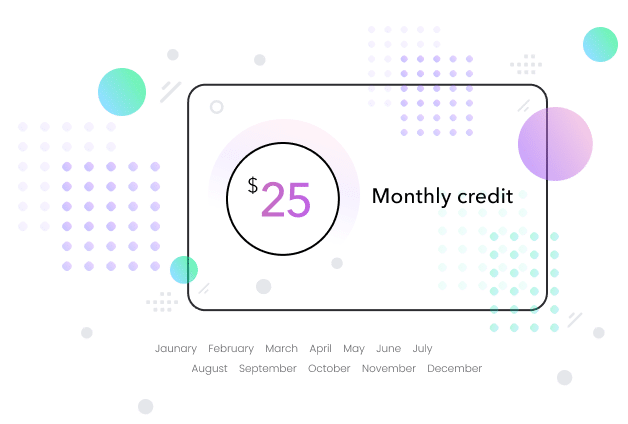 $25
Monthly credit
Jaunary February March April May June July
August September October November December